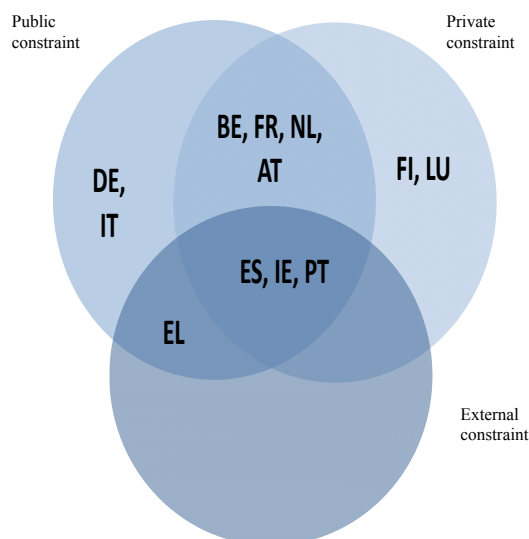 Public
constraint
Private
constraint
BE, FR, NL,
AT
DE,
IT
FI, LU
ES, IE, PT
EL
External
constraint